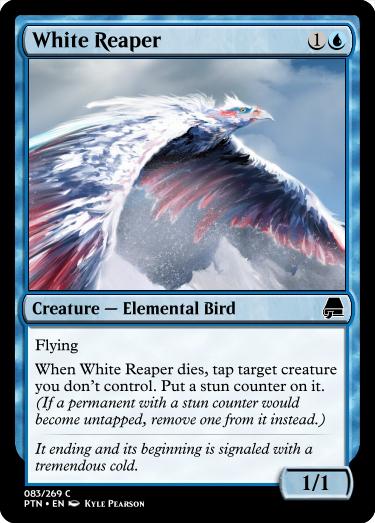 White Reaper 1
Creature — Elemental Bird
Flying
When White Reaper dies, tap target creature
you don't control. Put a stun counter on it.
(If a permanent with a stun counter would
become untapped, remove one from it instead.)
It ending and its beginning is signaled with a
tremendous cold.
1/1
083/269 C
PTN • EN Kyle Pearson